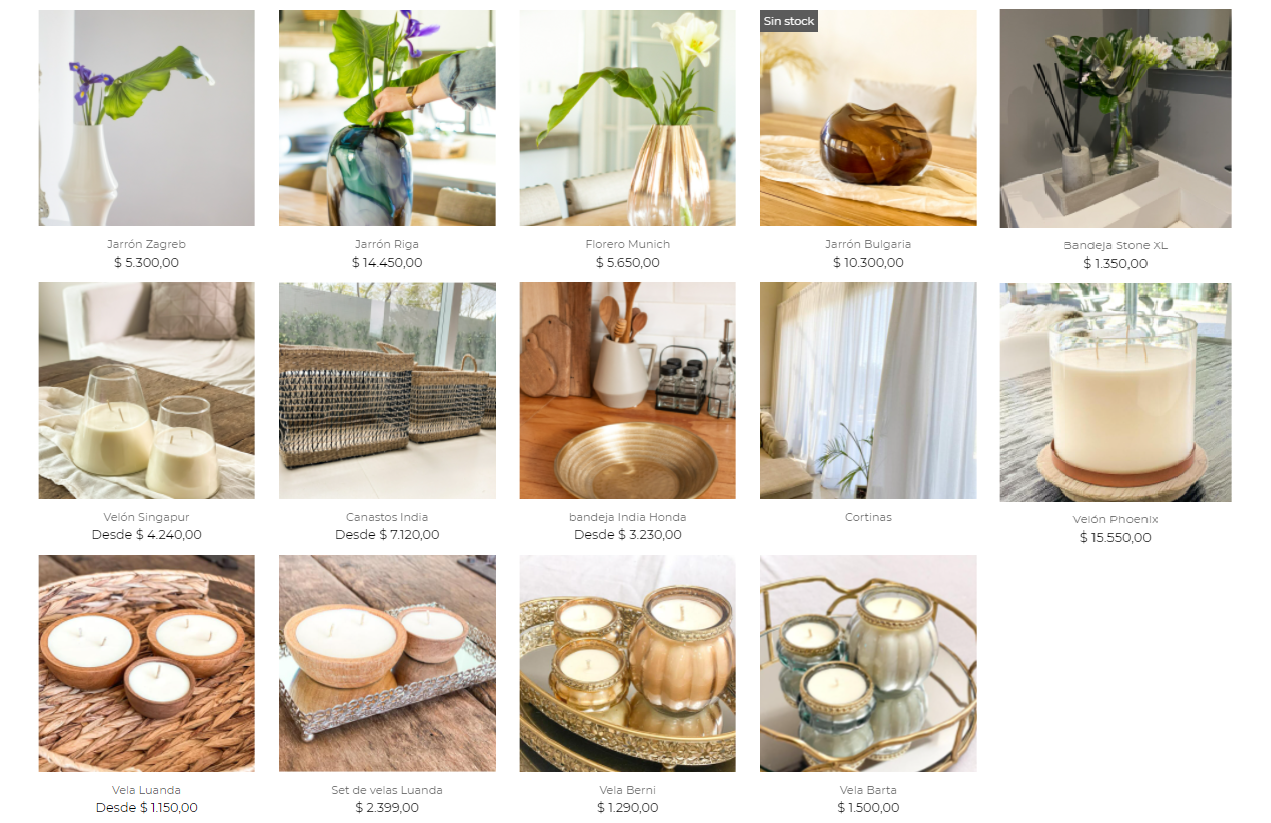 Sin stock
Jarrón Zagreb
$ 5.300,00
Jarrón Riga
$ 14.450,00
Florero Munich
$ 5.650,00
Jarrón Bulgaria
$ 10.300,00
Bandeja Stone XL
$ 1.350,00
Velón Singapur
Desde $ 4.240,00
Canastos India
Desde $ 7.120,00
bandeja India Honda
Desde $ 3.230,00
Cortinas
Velón Phoenix
$ 15.550,00
Vela Luanda
Desde $ 1.150,00
Set de velas Luanda
$ 2.399,00
Vela Berni
$ 1.290,00
Vela Barta
$ 1.500,00